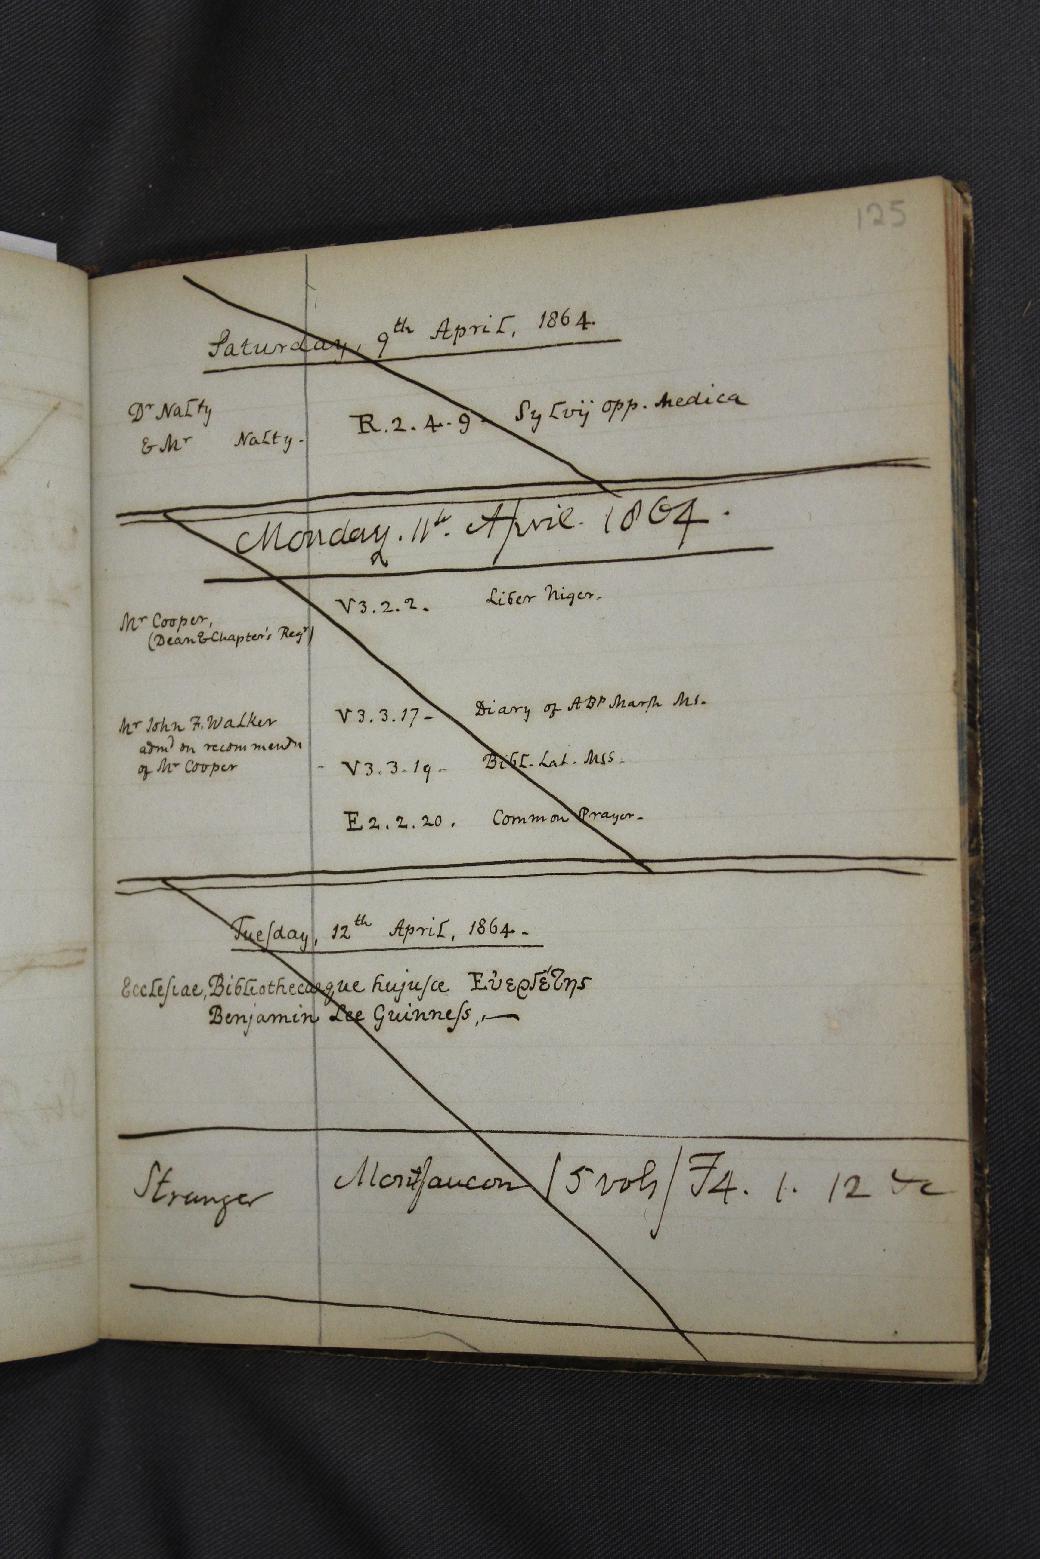 125
Saturday, 9th April, 1864.
Dr Nalty
& Mr Nalty. R.2.4.9. Sylvij opp. Medica
Monday. 11th. April. 1864.
V3.2.2. Liber Niger.
Mr Cooper,
(Dean & Chapter's Regr)
Mr John F. Walker V3.3.17. Diary of ABp Marsh Ms.
admd on recommendn
of Mr Cooper - V3.3.19. Bibl. Lat. Mss.
E2.2.20. Common Prayer.
Tueſday, 12th April, 1864.
Eccleſiae, Bibliothecaeque hujuſce Εὐεργέτης
Benjamin Lee Guinneſs,—
Stranger Montfaucon (5 vols) F4. 1. 12 &c